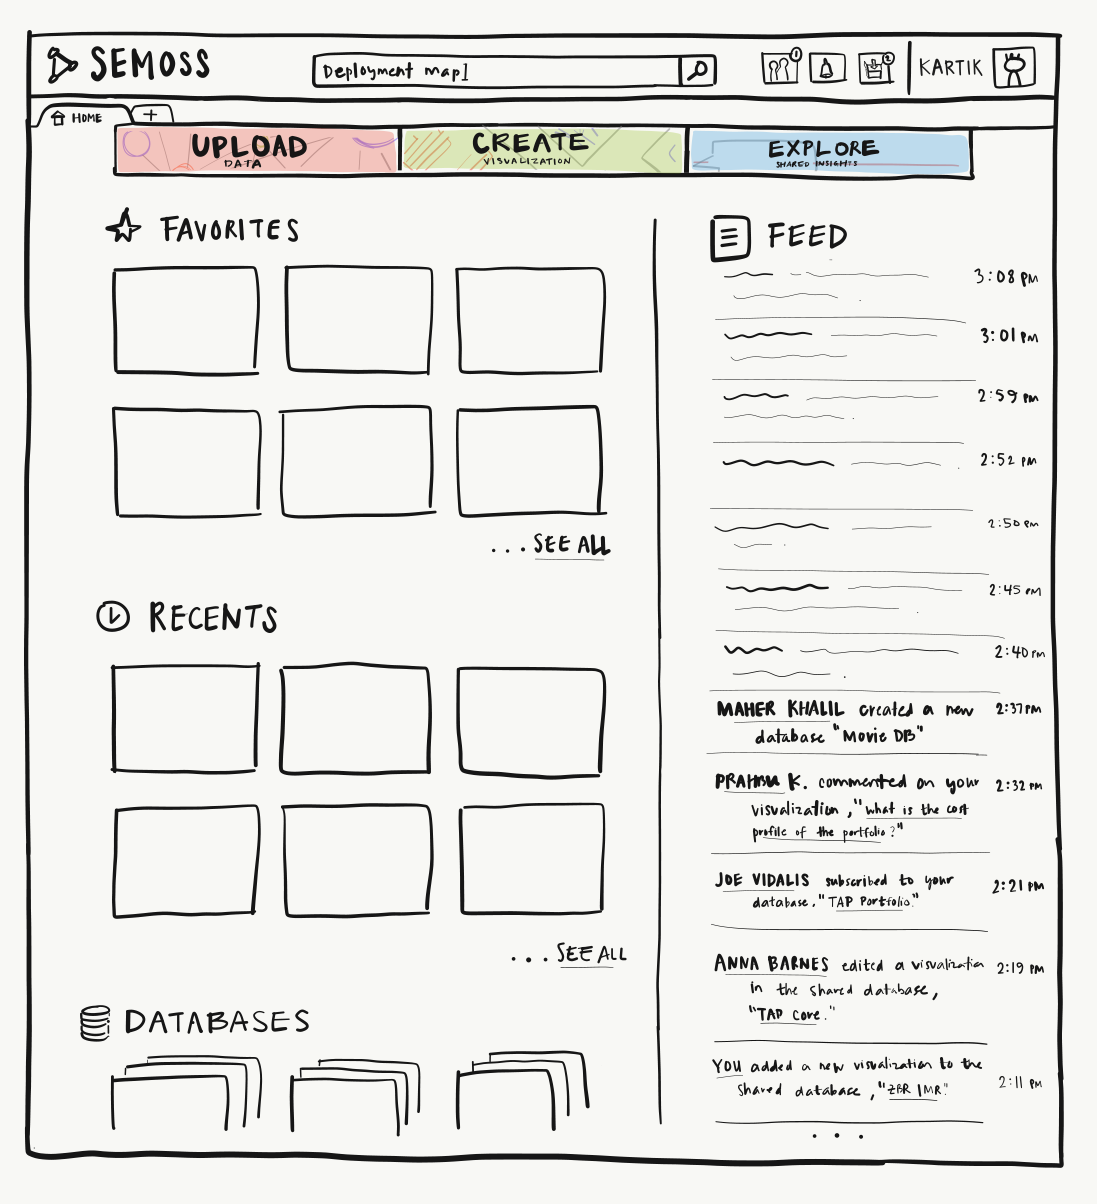 SEMOSS
Deployment map]
1
2
KARTIK
HOME
+
UPLOAD
DATA
CREATE
VISUALIZATION
EXPLORE
SHARED INSIGHTS
FAVORITES
...SEE ALL
RECENTS
...SEE ALL
DATABASES
FEED
3:08 PM
3:01 PM
2:59 PM
2:52 PM
2:50 PM
2:45 PM
2:40 PM
MAHER KHALIL created a new 2:37 PM
database "Movie DB"
K. commented on your 2:32 PM
visualization, "what is the cost
profile of the portfolio?"
JOE VIDALIS subscribed to your 2:21 PM
database, "TAP Portfolio."
ANNA BARNES edited a visualization 2:19 PM
in the shared database,
"TAP Core."
YOU added a new visualization to the
shared database, " IMR." 2:11 PM
...